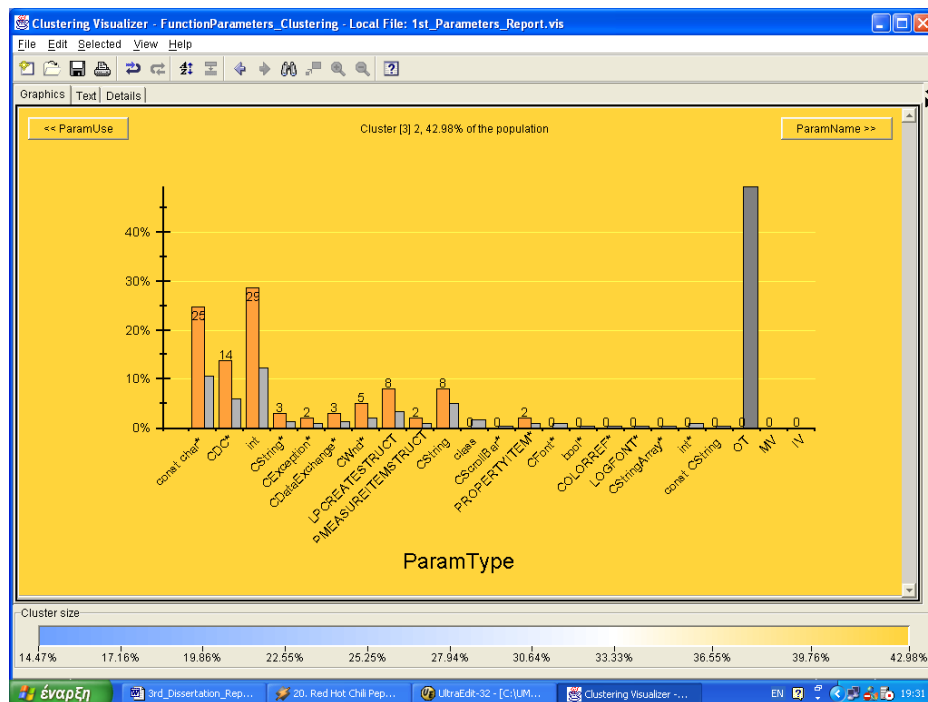 Clustering Visualizer - FunctionParameters_Clustering - Local File: 1st_Parameters_Report.vis
File Edit Selected View Help
Graphics Text Details
<< ParamUse
Cluster [3] 2, 42.98% of the population
ParamName >>
40%
30%
20%
10%
0%
25 14 29 3 2 3 5 8 2 8 0 0 2 0 0 0 0 0 0 0 0 0 0
const char* CDC* int CString* CException* CDataExchange* CWnd* LPCREATESTRUCT PMEASUREITEMSTRUCT CString class CScrollBar* PROPERTYITEM* CFont* bool* COLORREF* LOGFONT* CStringArray* int* const CString OT MV IV
ParamType
Cluster size
14.47% 17.16% 19.86% 22.55% 25.25% 27.94% 30.64% 33.33% 36.55% 39.76% 42.98%
έναρξη 3rd_Dissertation_Rep... 20. Red Hot Chili Pep... UltraEdit-32 - [C:\UM... Clustering Visualizer -... EN 19:31